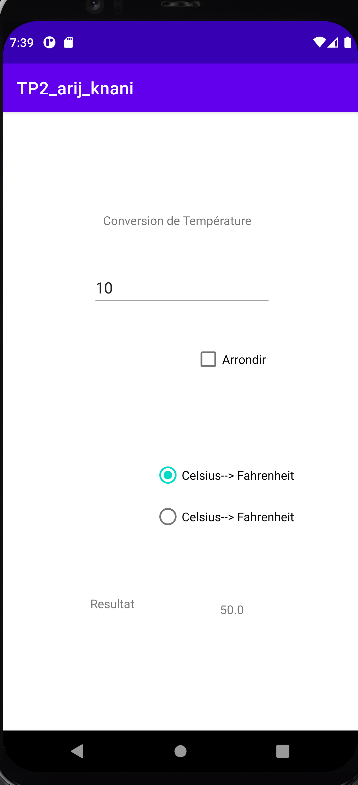 7:39
TP2_arij_knani
Conversion de Température
10
Arrondir
Celsius--> Fahrenheit
Celsius--> Fahrenheit
Resultat
50.0